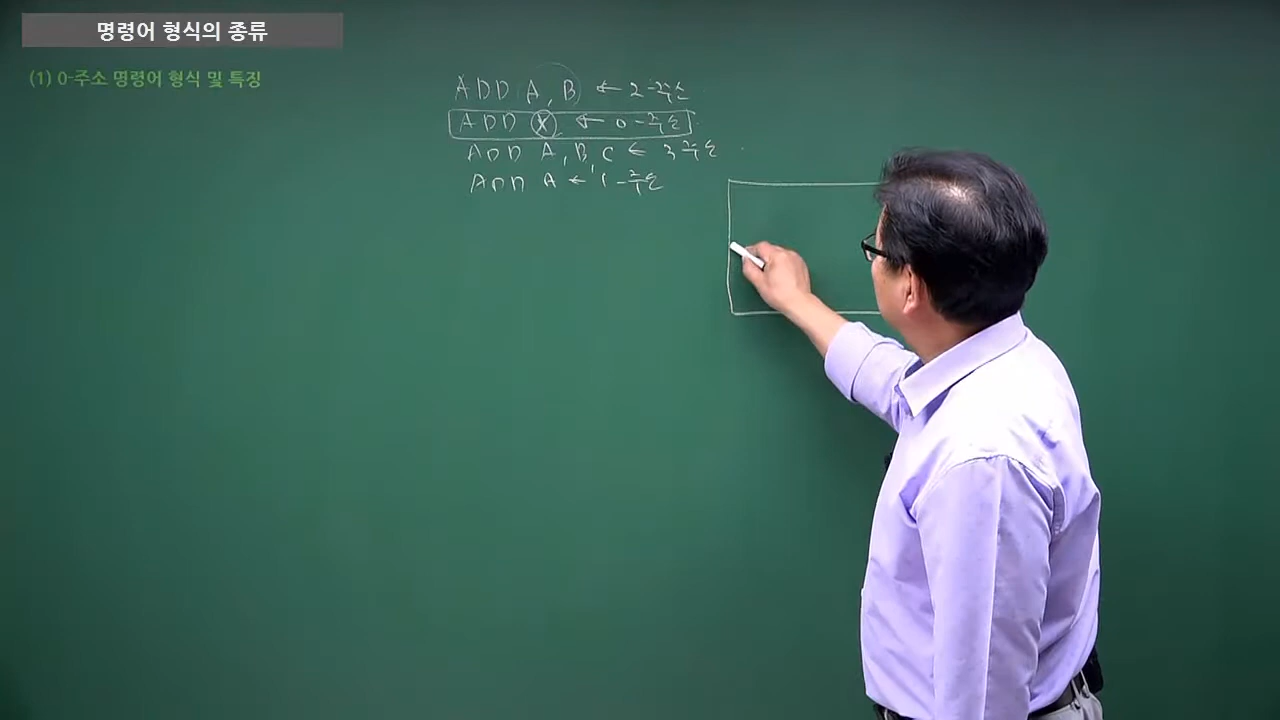 명령어 형식의 종류
(1) 0-주소 명령어 형식 및 특징
ADD A, B ← 2-주소
ADD X ← 0-주소
ADD A, B, C ← 3주소
ADD A ← 1-주소